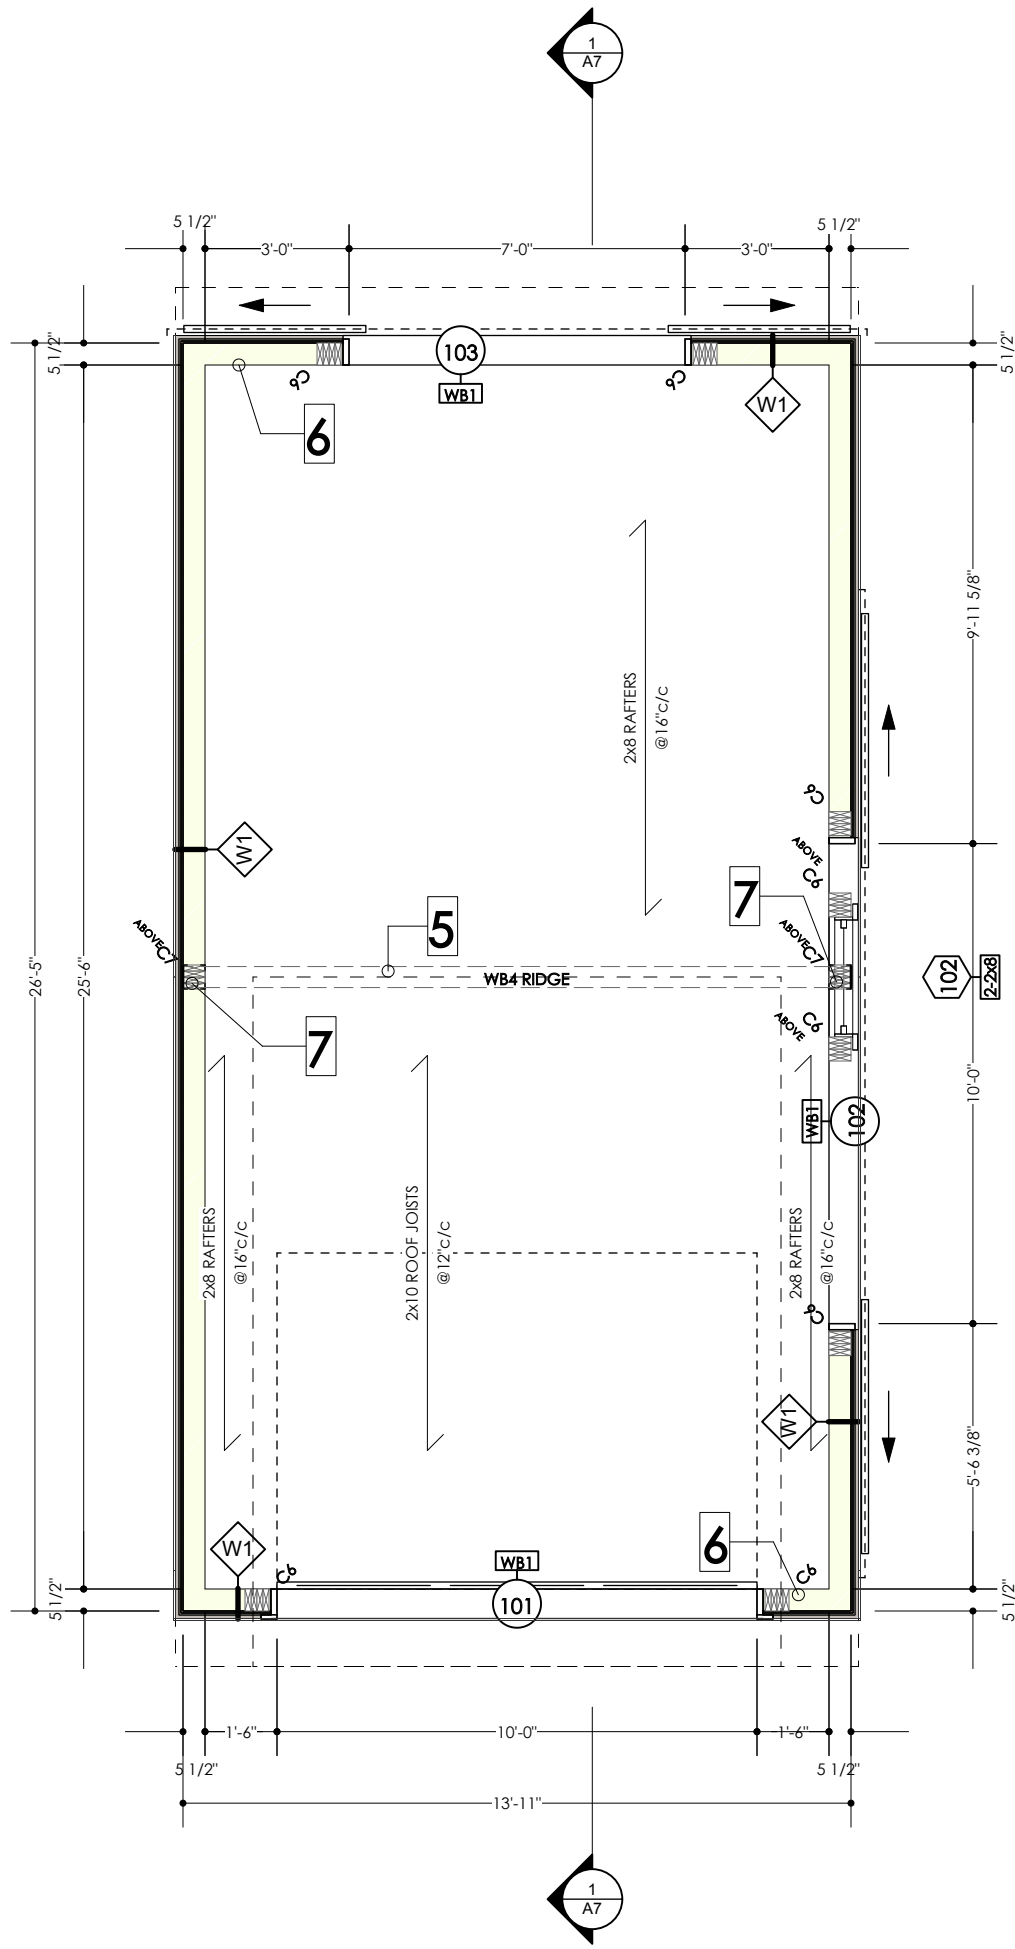 1
A7
5 1/2"
3'-0"
7'-0"
3'-0"
5 1/2"
5 1/2"
5 1/2"
103
WB1
C6
C6
W1
6
26'-5"
25'-6"
9'-11 5/8"
2x8 RAFTERS
@16"c/c
C6
ABOVE
C6
W1
7
5
ABOVE
C7
ABOVE
C7
WB4 RIDGE
102
2-2x8
ABOVE
C6
7
10'-0"
WB1
102
2x8 RAFTERS
@16"c/c
2x10 ROOF JOISTS
@12"c/c
2x8 RAFTERS
@16"c/c
C6
W1
5'-6 3/8"
W1
6
C6
WB1
C6
101
5 1/2"
5 1/2"
1'-6"
10'-0"
1'-6"
5 1/2"
5 1/2"
13'-11"
1
A7